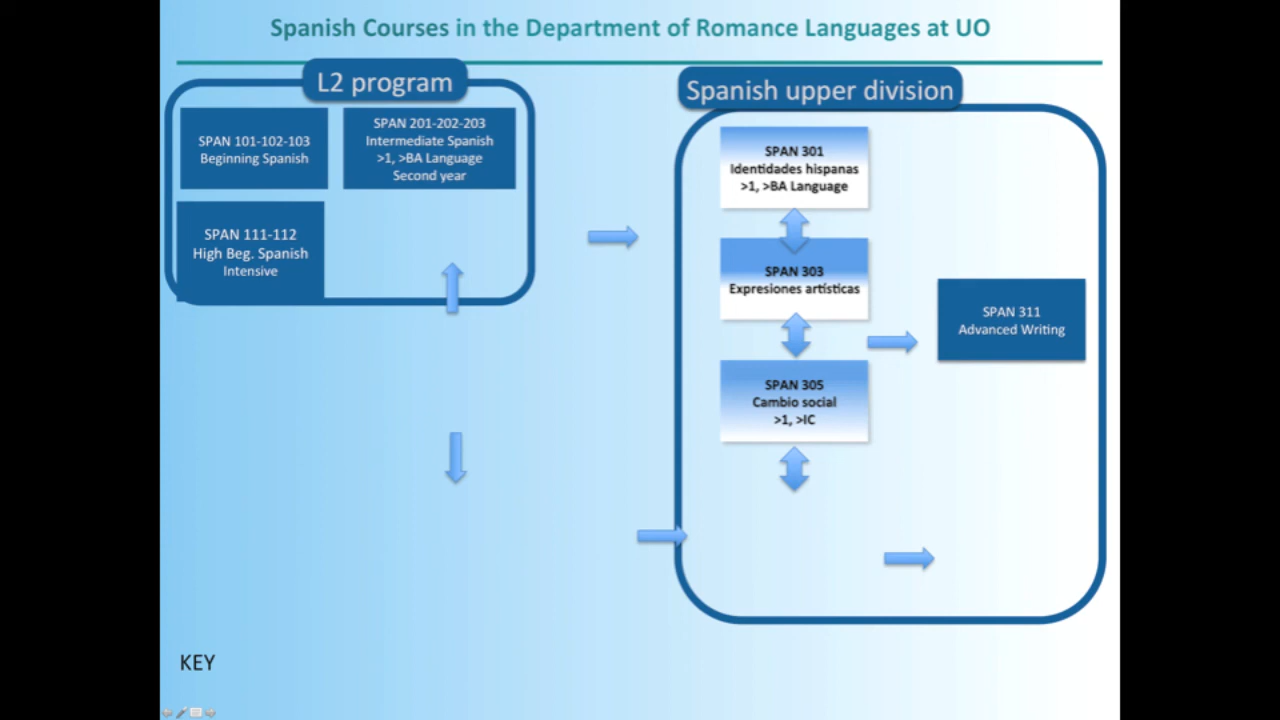 Spanish Courses in the Department of Romance Languages at UO
L2 program
SPAN 101-102-103
Beginning Spanish
SPAN 201-202-203
Intermediate Spanish
>1, >BA Language
Second year
SPAN 111-112
High Beg. Spanish
Intensive
Spanish upper division
SPAN 301
Identidades hispanas
>1, >BA Language
SPAN 303
Expresiones artísticas
SPAN 305
Cambio social
>1, >IC
SPAN 311
Advanced Writing
KEY